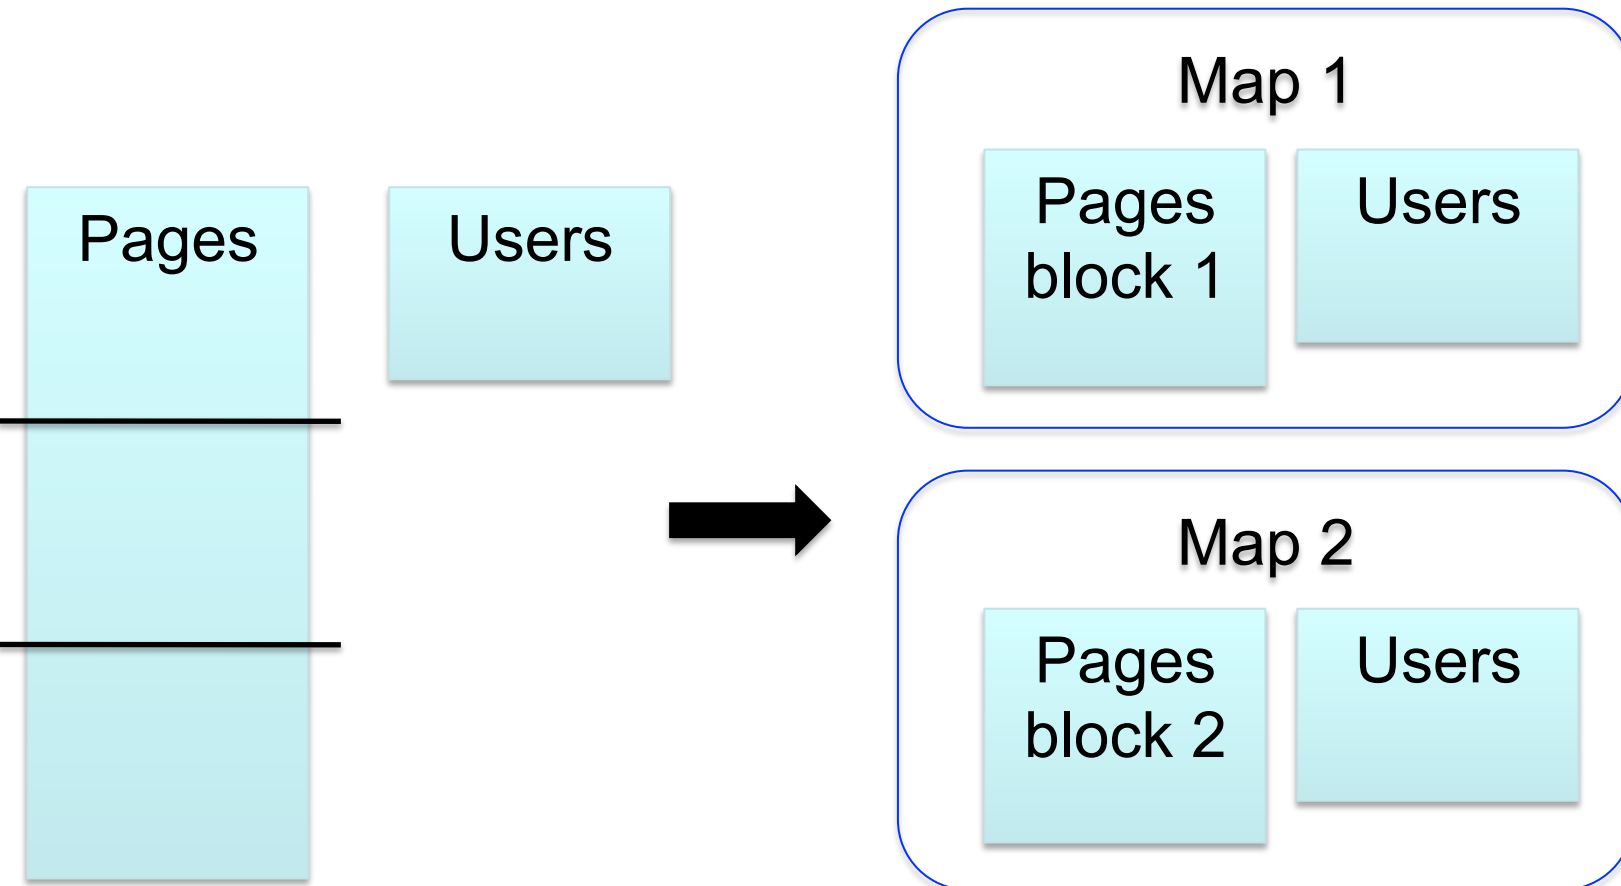 Pages
Users
Map 1
Pages
block 1
Users
Map 2
Pages
block 2
Users